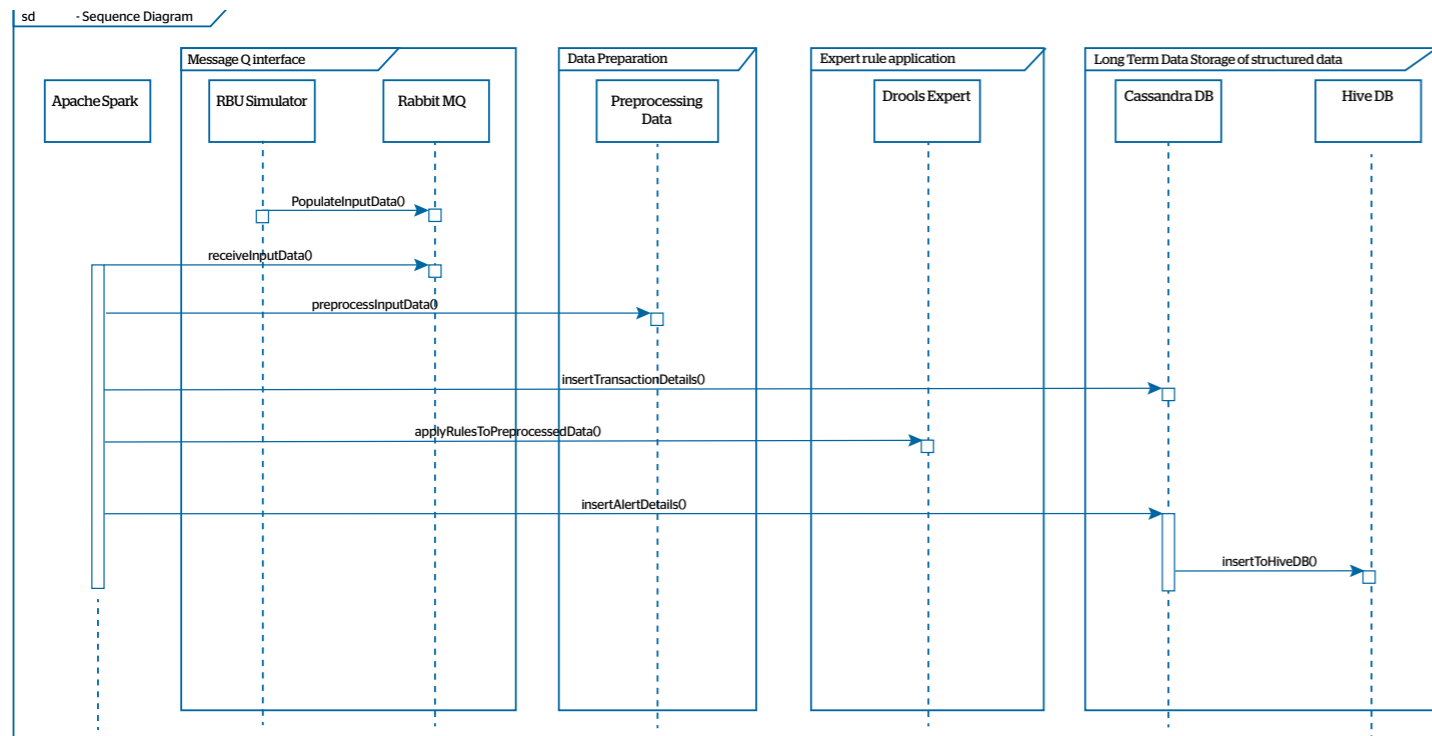 sd - Sequence Diagram
Message Q interface
Data Preparation
Expert rule application
Long Term Data Storage of structured data
Apache Spark
RBU Simulator
Rabbit MQ
Preprocessing
Data
Drools Expert
Cassandra DB
Hive DB
PopulateInputData()
receiveInputData()
preprocessInputData()
insertTransactionDetails()
applyRulesToPreprocessedData()
insertAlertDetails()
insertToHiveDB()